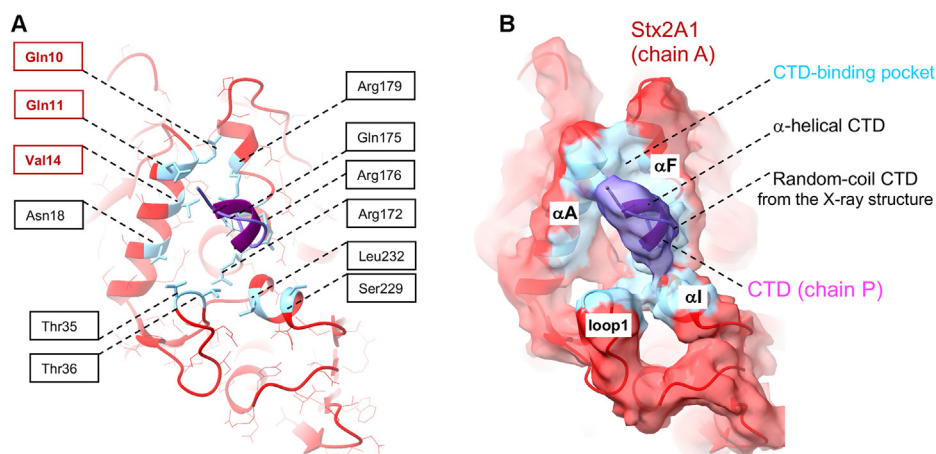 A
Gln10
Gln11
Val14
Asn18
Thr35
Thr36
Arg179
Gln175
Arg176
Arg172
Leu232
Ser229
B
Stx2A1
(chain A)
CTD-binding pocket
α-helical CTD
Random-coil CTD
from the X-ray structure
CTD (chain P)
αF
αA
αI
loop1